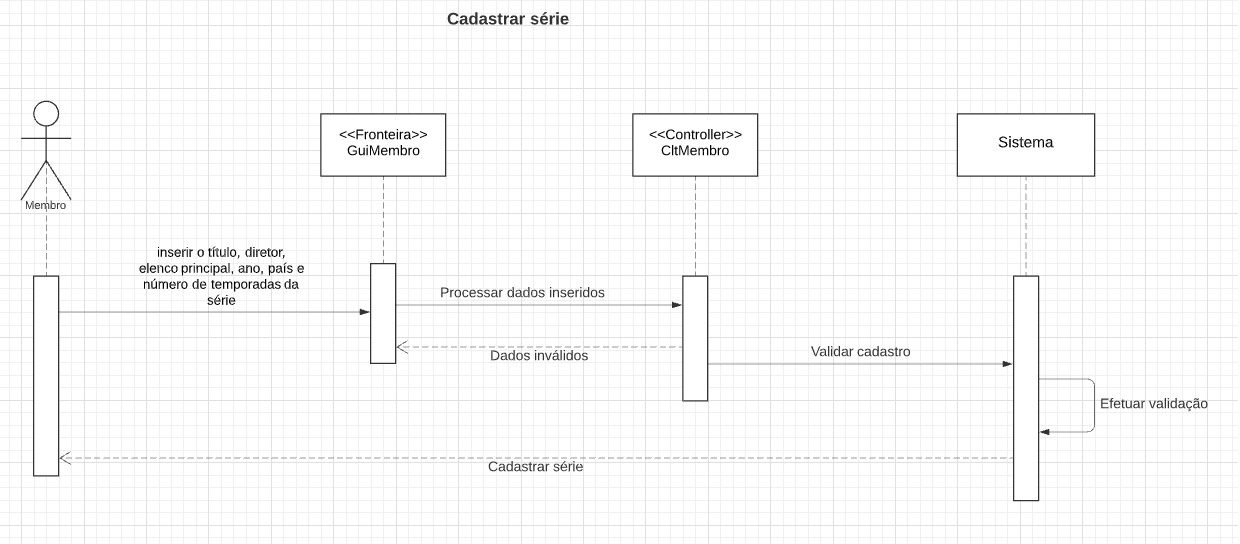 Cadastrar série
<<Fronteira>>
GuiMembro
<<Controller>>
CltMembro
Sistema
Membro
inserir o título, diretor,
elenco principal, ano, país e
número de temporadas da
série
Processar dados inseridos
Dados inválidos
Validar cadastro
Efetuar validação
Cadastrar série